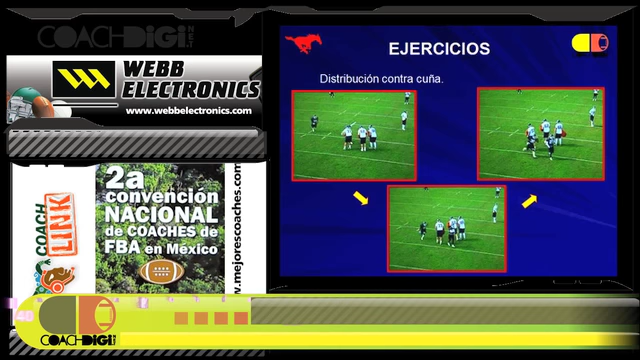 COACHDiGi.NET
WEBB
ELECTRONICS
www.webbelectronics.com
EJERCICIOS
Distribución contra cuña.
COACH
LINK
2a
convención
NACIONAL
de COACHES de
FBA en Mexico
www.mejorescoaches.com
COACHDiGi